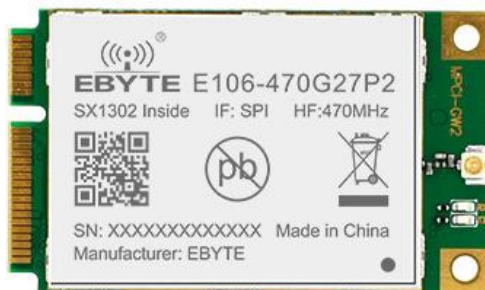 EBYTE® E106-470G27P2
SX1302 Inside IF: SPI HF:470MHz
pb
SN: XXXXXXXXXXXXX Made in China
Manufacturer: EBYTE
MPCI-GW2